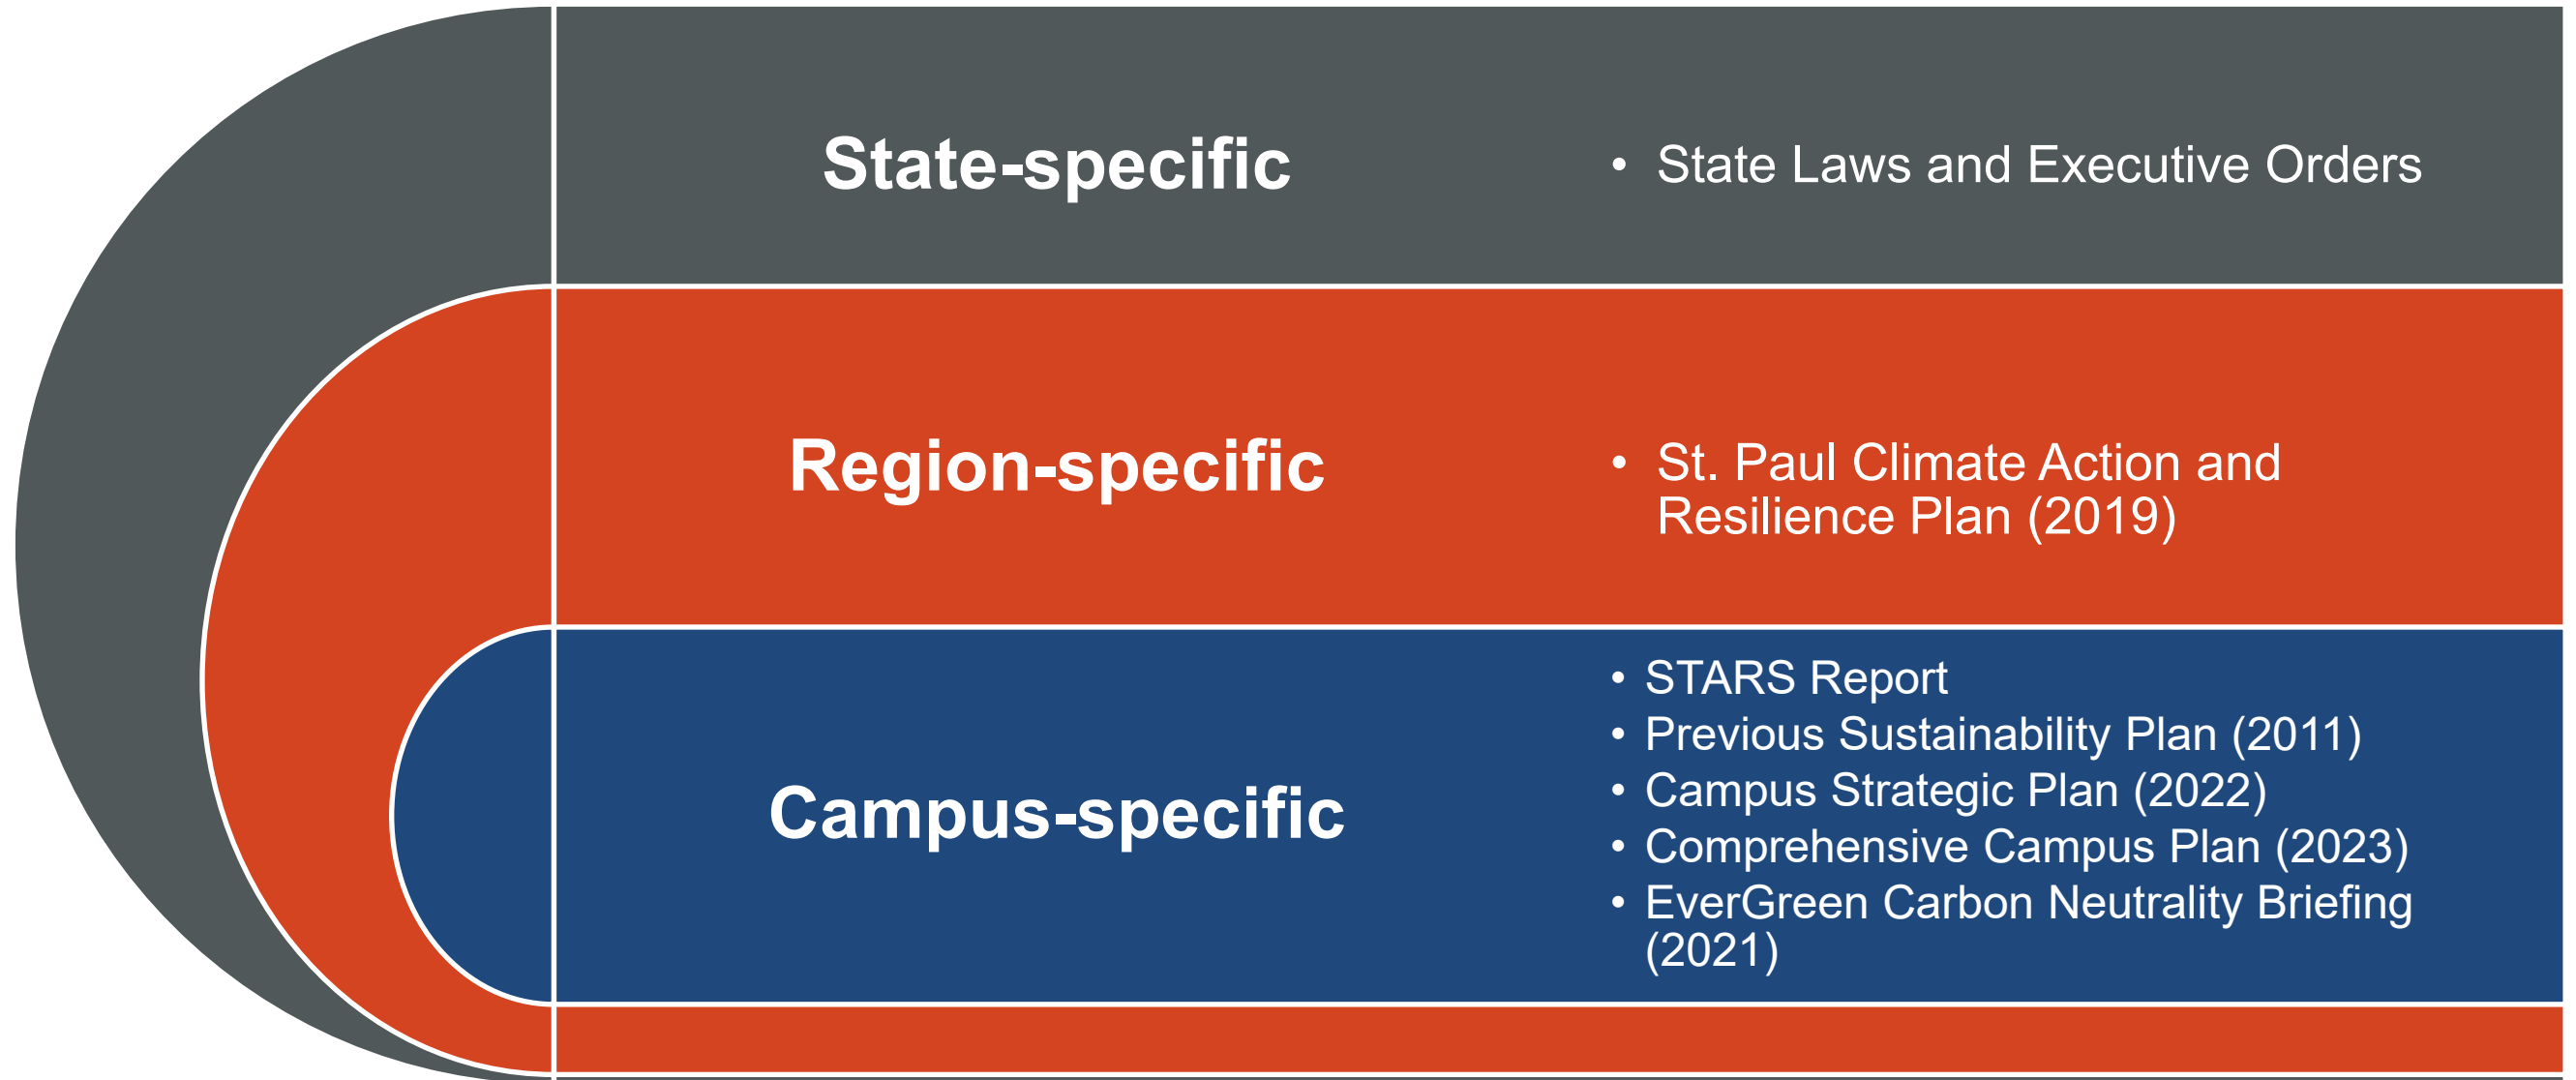 State-specific
• State Laws and Executive Orders
Region-specific
• St. Paul Climate Action and
Resilience Plan (2019)
Campus-specific
• STARS Report
• Previous Sustainability Plan (2011)
• Campus Strategic Plan (2022)
• Comprehensive Campus Plan (2023)
• EverGreen Carbon Neutrality Briefing
(2021)